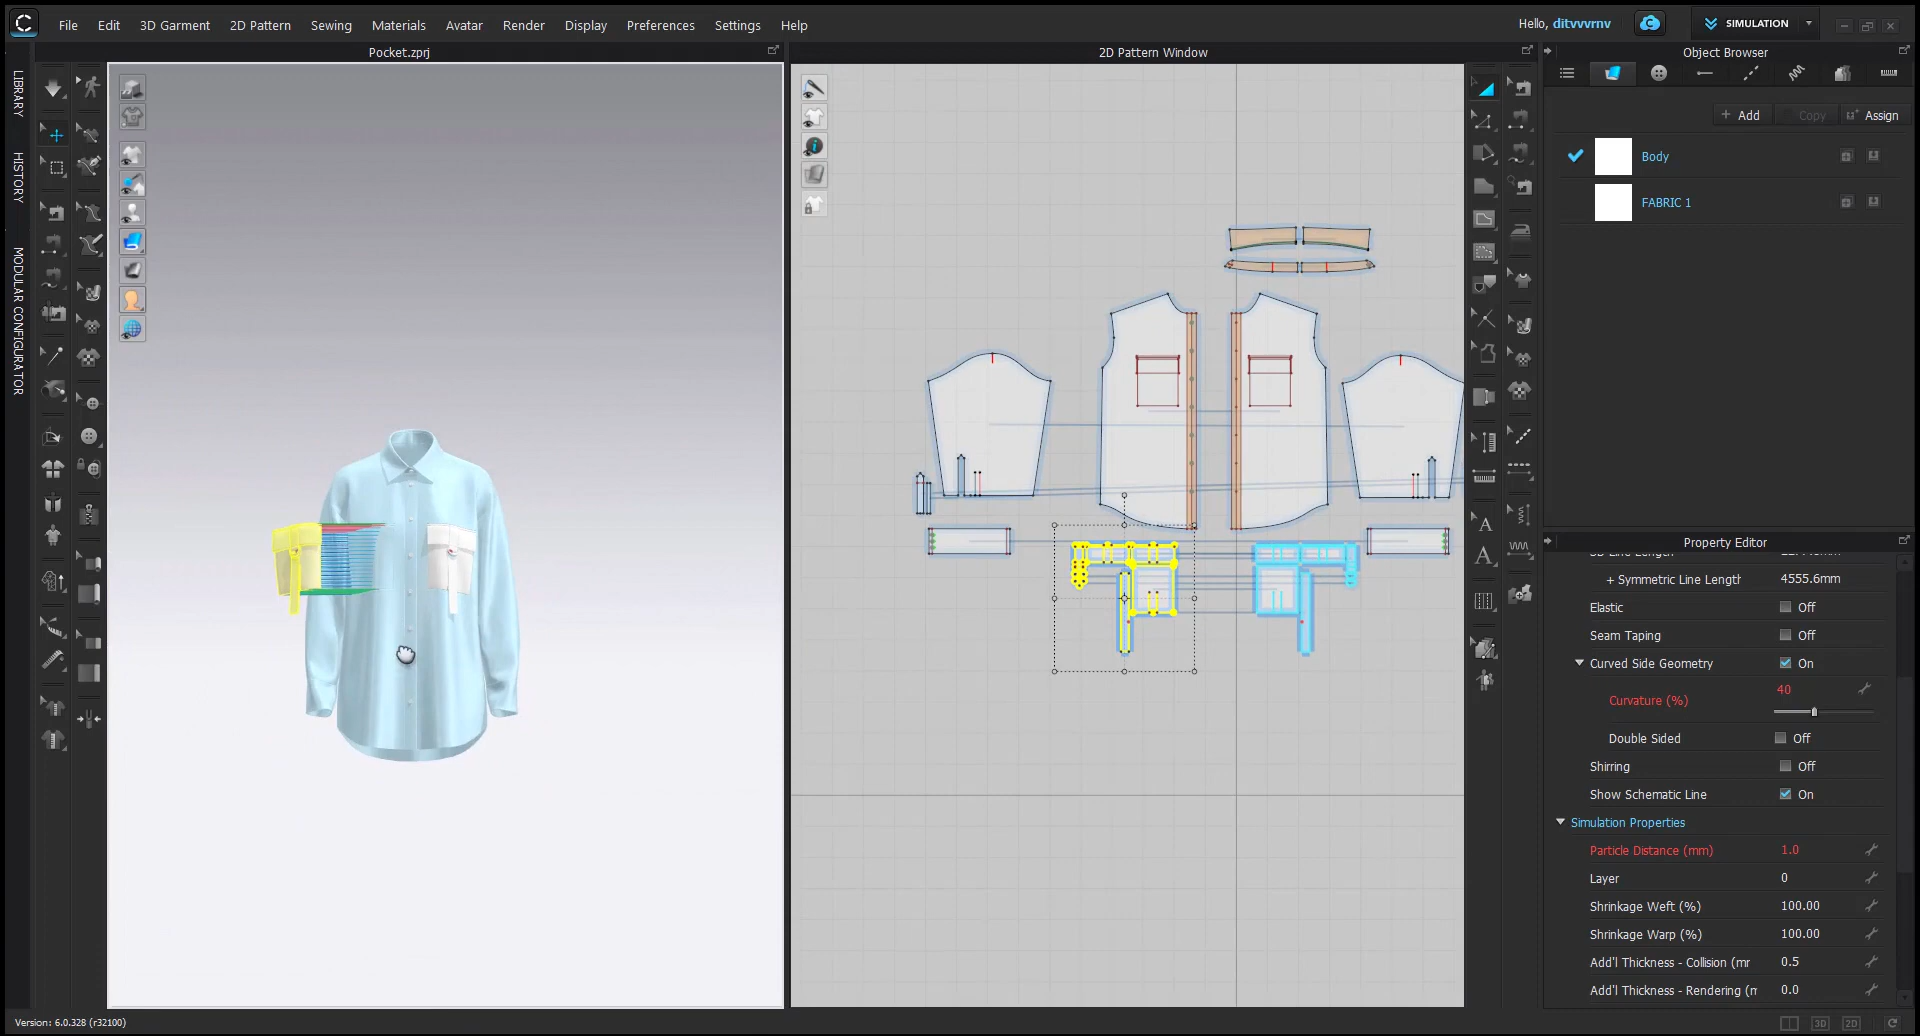 File Edit 3D Garment 2D Pattern Sewing Materials Avatar Render Display Preferences Settings Help
Hello, ditvvvrnv
SIMULATION
Pocket.zprj
2D Pattern Window
Object Browser
LIBRARY
HISTORY
MODULAR CONFIGURATOR
+ Add Copy Assign
Body
FABRIC 1
Property Editor
+ Symmetric Line Length 4555.6mm
Elastic Off
Seam Taping Off
Curved Side Geometry On
Curvature (%) 40
Double Sided Off
Shirring Off
Show Schematic Line On
Simulation Properties
Particle Distance (mm) 1.0
Layer 0
Shrinkage Weft (%) 100.00
Shrinkage Warp (%) 100.00
Add'l Thickness - Collision (mr 0.5
Add'l Thickness - Rendering (r 0.0
Version: 6.0.328 (r32100)
3D 2D